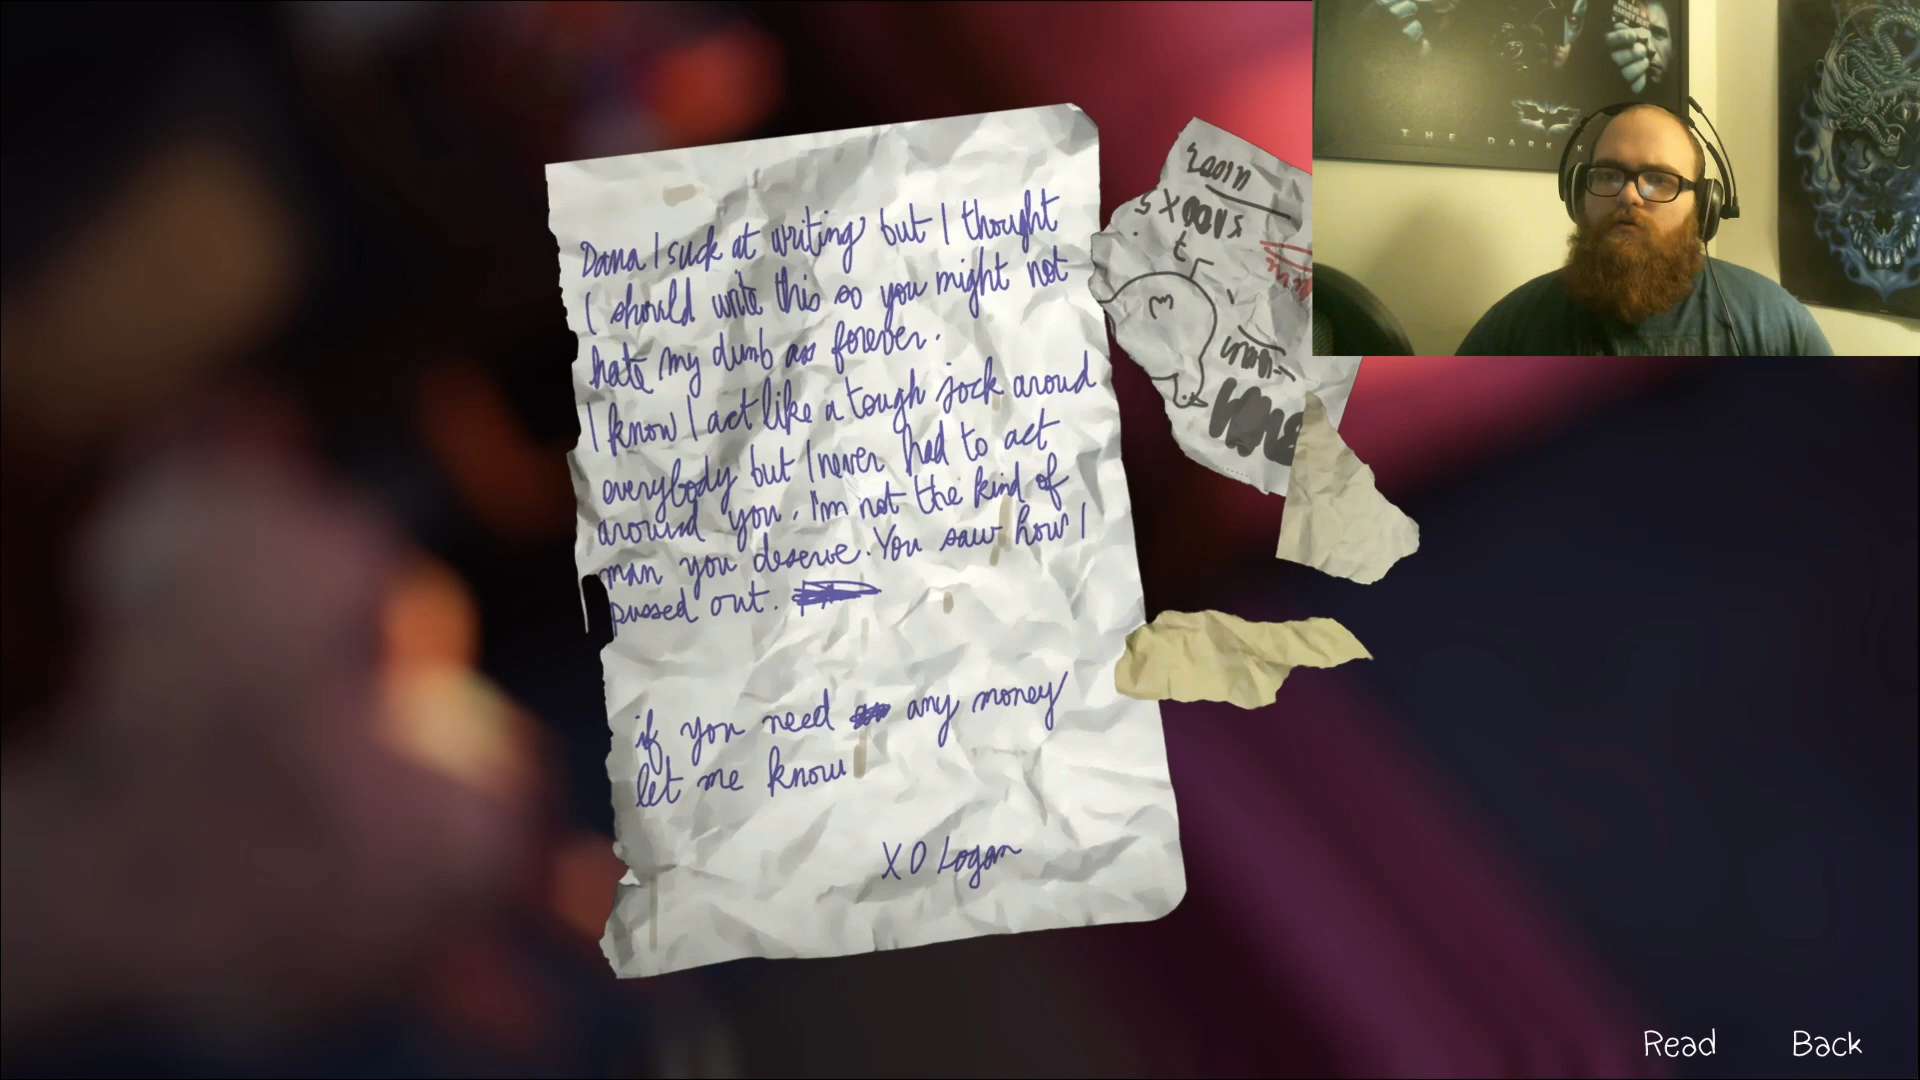 Dana I suck at writing but I thought
I should write this so you might not
hate my dumb ass forever.
I know I act like a tough jock aroud
everybody but I never had to act
around you. I'm not the kind of
man you deserve. You saw how I
pussed out.
if you need any money
let me know
XO Logan
THE DARK K
Read Back